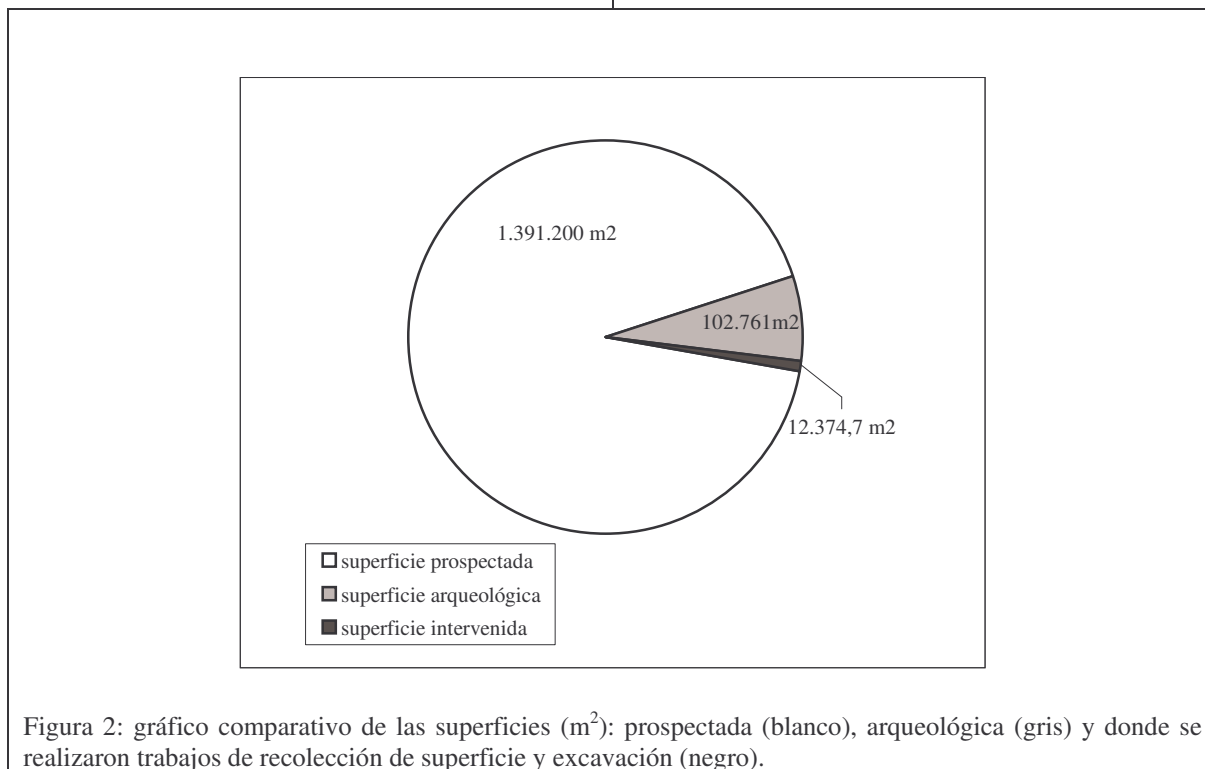 1.391.200 m2
102.761m2
12.374,7 m2
superficie prospectada
superficie arqueológica
superficie intervenida
Figura 2: gráfico comparativo de las superficies (m²): prospectada (blanco), arqueológica (gris) y donde se
realizaron trabajos de recolección de superficie y excavación (negro).